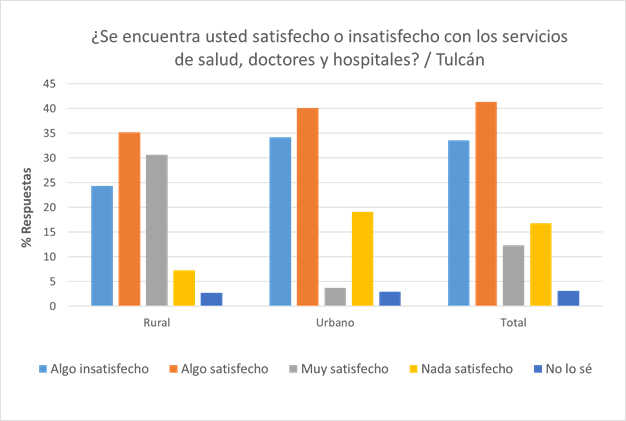 ¿Se encuentra usted satisfecho o insatisfecho con los servicios
de salud, doctores y hospitales? / Tulcán
% Respuestas
45
40
35
30
25
20
15
10
5
0
Rural Urbano Total
Algo insatisfecho Algo satisfecho Muy satisfecho Nada satisfecho No lo sé